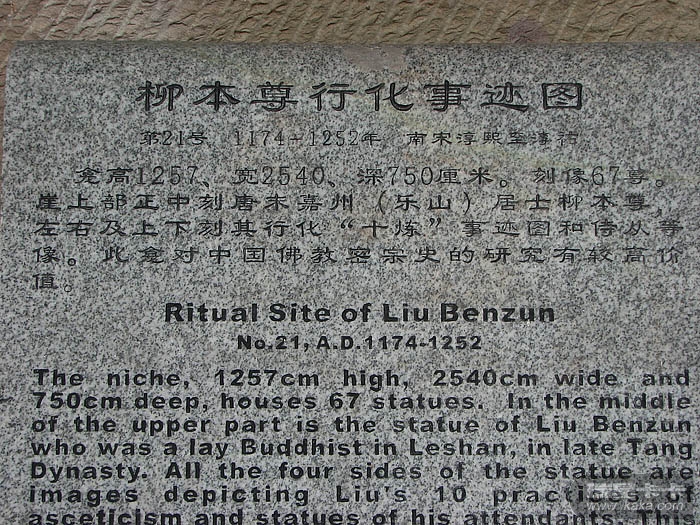 柳本尊行化事迹图
第21号 1174-1252年 南宋淳熙至淳祐
龛高1257、宽2540、深750厘米。刻像67尊。
崖上部正中刻唐末嘉州（乐山）居士柳本尊，
左右及上下刻其行化“十炼”事迹图和侍从等
像。此龛对中国佛教密宗史的研究有较高价
值。
Ritual Site of Liu Benzun
No.21, A.D.1174-1252
The niche, 1257cm high, 2540cm wide and
750cm deep, houses 67 statues. In the middle
of the upper part is the statue of Liu Benzun
who was a lay Buddhist in Leshan, in late Tang
Dynasty. All the four sides of the statue are
images depicting Liu's 10 practices of
asceticism and statues of his attendants.
www.kaka.com